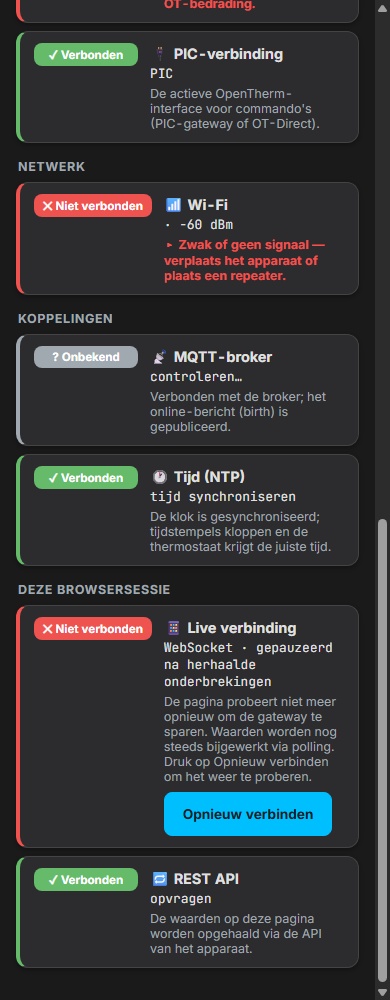 OT-bedrading.
✓ Verbonden
PIC-verbinding
PIC
De actieve OpenTherm-
interface voor commando's
(PIC-gateway of OT-Direct).
NETWERK
✕ Niet verbonden
Wi-Fi
· -60 dBm
▸ Zwak of geen signaal —
verplaats het apparaat of
plaats een repeater.
KOPPELINGEN
? Onbekend
MQTT-broker
controleren…
Verbonden met de broker; het
online-bericht (birth) is
gepubliceerd.
✓ Verbonden
Tijd (NTP)
tijd synchroniseren
De klok is gesynchroniseerd;
tijdstempels kloppen en de
thermostaat krijgt de juiste tijd.
DEZE BROWSERSESSIE
✕ Niet verbonden
Live verbinding
WebSocket · gepauzeerd
na herhaalde
onderbrekingen
De pagina probeert niet meer
opnieuw om de gateway te
sparen. Waarden worden nog
steeds bijgewerkt via polling.
Druk op Opnieuw verbinden
om het weer te proberen.
Opnieuw verbinden
✓ Verbonden
REST API
opvragen
De waarden op deze pagina
worden opgehaald via de API
van het apparaat.